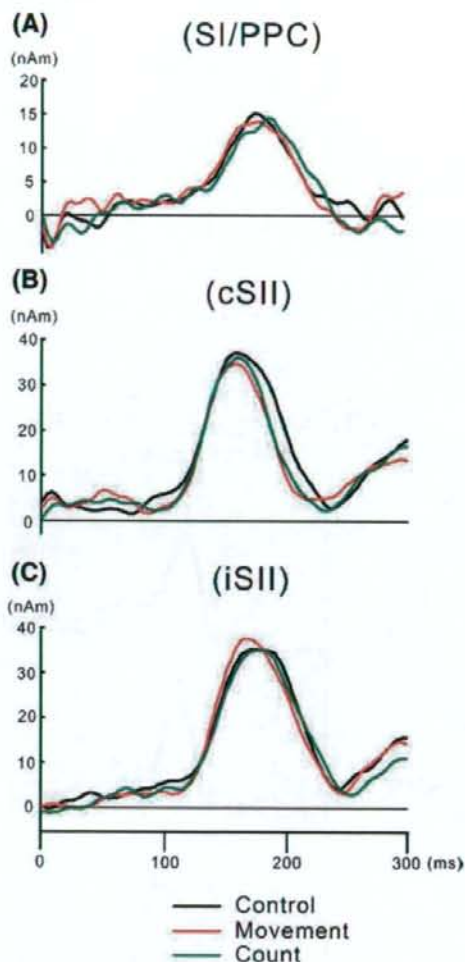 (A)
(SI/PPC)
(nAm)
20
15
10
5
0
(B)
(cSII)
(nAm)
40
30
20
10
0
(C)
(iSII)
(nAm)
40
30
20
10
0
0 100 200 300 (ms)
Control
Movement
Count